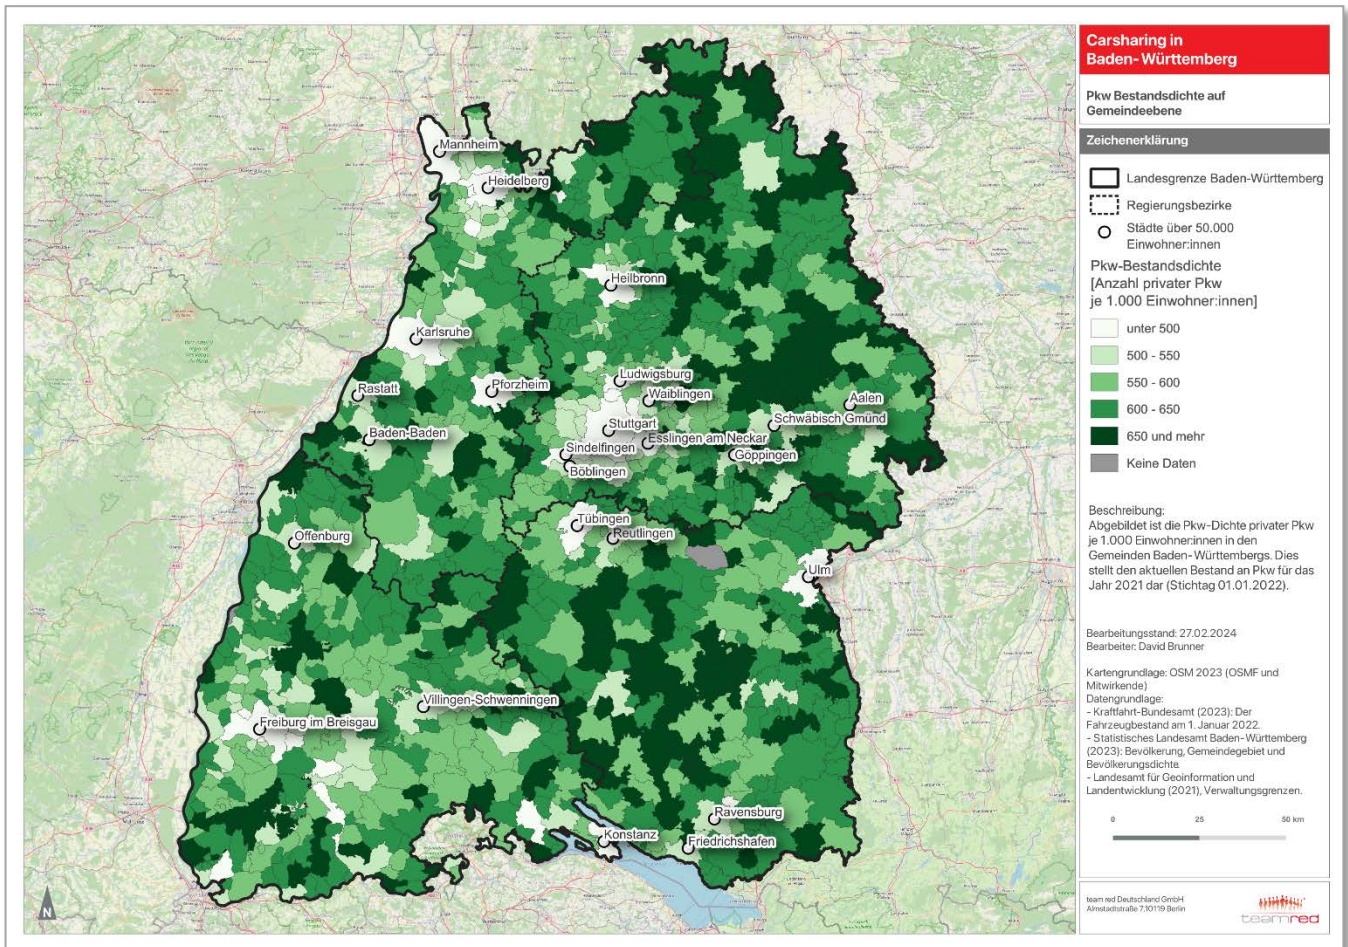 Carsharing in
Baden-Württemberg
Pkw Bestandsdichte auf
Gemeindeebene
Zeichenerklärung
Landesgrenze Baden-Württemberg
Regierungsbezirke
Städte über 50.000
Einwohner:innen
Pkw-Bestandsdichte
[Anzahl privater Pkw
je 1.000 Einwohner:innen]
unter 500
500 - 550
550 - 600
600 - 650
650 und mehr
Keine Daten
Beschreibung:
Abgebildet ist die Pkw-Dichte privater Pkw
je 1.000 Einwohner:innen in den
Gemeinden Baden-Württembergs. Dies
stellt den aktuellen Bestand an Pkw für das
Jahr 2021 dar (Stichtag 01.01.2022).
Bearbeitungsstand: 27.02.2024
Bearbeiter: David Brunner
Kartengrundlage: OSM 2023 (OSMF und
Mitwirkende)
Datengrundlage:
- Kraftfahrt-Bundesamt (2023): Der
Fahrzeugbestand am 1. Januar 2022.
- Statistisches Landesamt Baden-Württemberg
(2023): Bevölkerung, Gemeindegebiet und
Bevölkerungsdichte.
- Landesamt für Geoinformation und
Landentwicklung (2021), Verwaltungsgrenzen.
0 25 50 km
team red Deutschland GmbH
Almstadtstraße 7, 10119 Berlin
teamred
Mannheim
Heidelberg
Heilbronn
Karlsruhe
Ludwigsburg
Pforzheim
Rastatt
Waiblingen
Aalen
Schwäbisch Gmünd
Stuttgart
Baden-Baden
Esslingen am Neckar
Sindelfingen
Göppingen
Böblingen
Tübingen
Reutlingen
Offenburg
Ulm
Villingen-Schwenningen
Freiburg im Breisgau
Ravensburg
Konstanz
Friedrichshafen
N